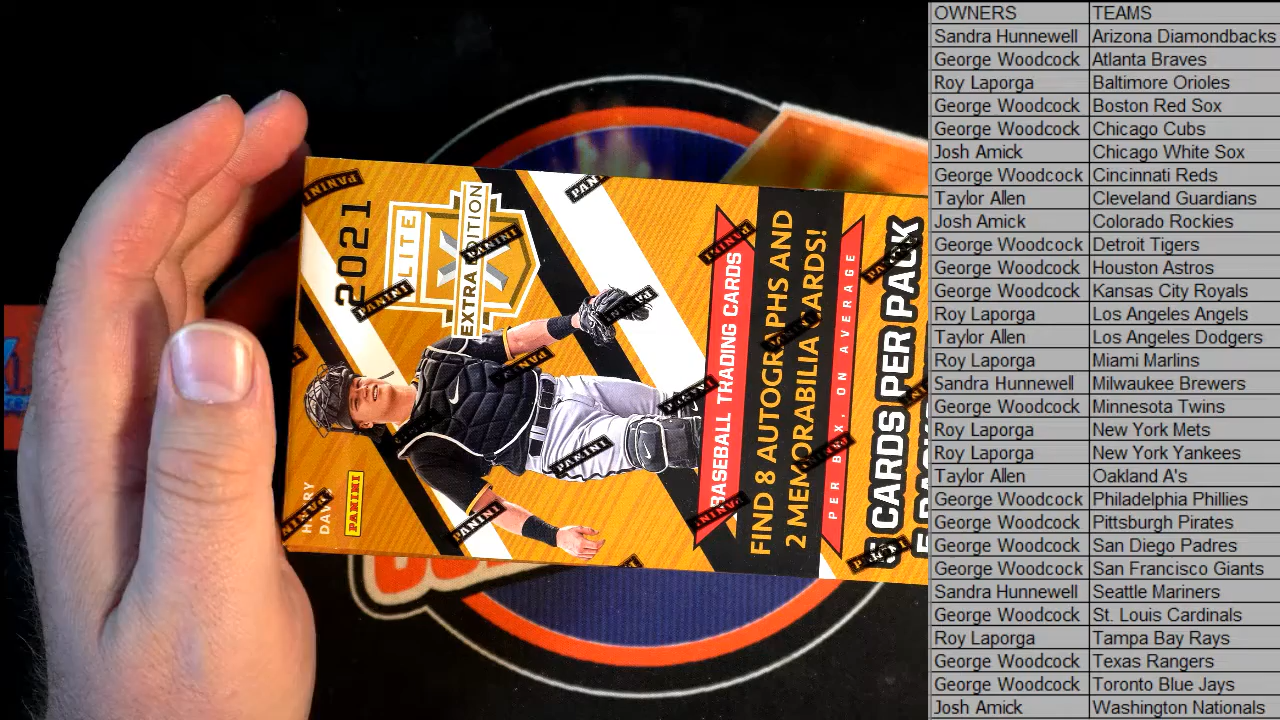 2021
ELITE
EXTRA EDITION
X
HENRY
DAVIS
PANINI
BASEBALL TRADING CARDS
FIND 8 AUTOGRAPHS AND
2 MEMORABILIA CARDS!
PER BOX, ON AVERAGE
CARDS PER PACK
OWNERS TEAMS
Sandra Hunnewell Arizona Diamondbacks
George Woodcock Atlanta Braves
Roy Laporga Baltimore Orioles
George Woodcock Boston Red Sox
George Woodcock Chicago Cubs
Josh Amick Chicago White Sox
George Woodcock Cincinnati Reds
Taylor Allen Cleveland Guardians
Josh Amick Colorado Rockies
George Woodcock Detroit Tigers
George Woodcock Houston Astros
George Woodcock Kansas City Royals
Roy Laporga Los Angeles Angels
Taylor Allen Los Angeles Dodgers
Roy Laporga Miami Marlins
Sandra Hunnewell Milwaukee Brewers
George Woodcock Minnesota Twins
Roy Laporga New York Mets
Roy Laporga New York Yankees
Taylor Allen Oakland A's
George Woodcock Philadelphia Phillies
George Woodcock Pittsburgh Pirates
George Woodcock San Diego Padres
George Woodcock San Francisco Giants
Sandra Hunnewell Seattle Mariners
George Woodcock St. Louis Cardinals
Roy Laporga Tampa Bay Rays
George Woodcock Texas Rangers
George Woodcock Toronto Blue Jays
Josh Amick Washington Nationals